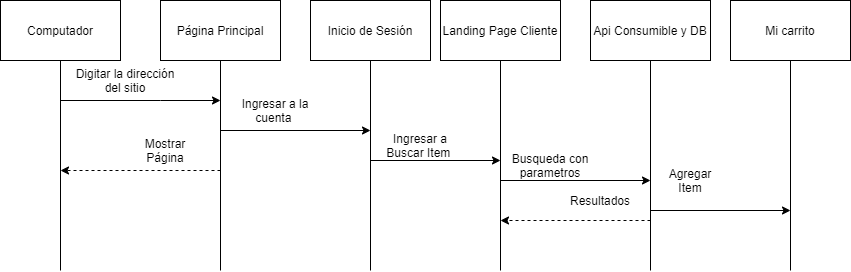 Computador
Página Principal
Inicio de Sesión
Landing Page Cliente
Api Consumible y DB
Mi carrito
Digitar la dirección
del sitio
Ingresar a la
cuenta
Mostrar
Página
Ingresar a
Buscar Item
Busqueda con
parametros
Agregar
Item
Resultados